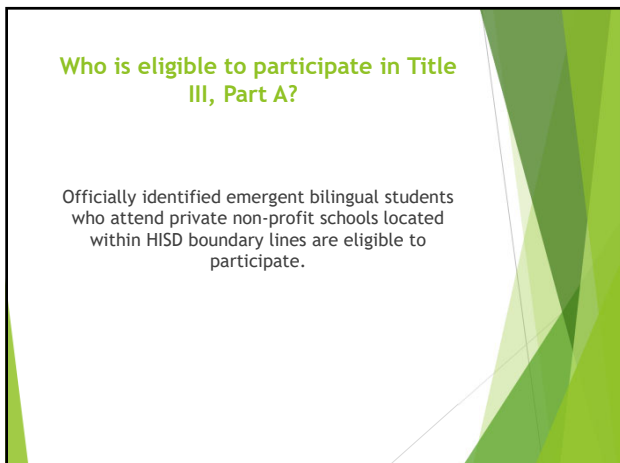 Who is eligible to participate in Title
III, Part A?
Officially identified emergent bilingual students
who attend private non-profit schools located
within HISD boundary lines are eligible to
participate.